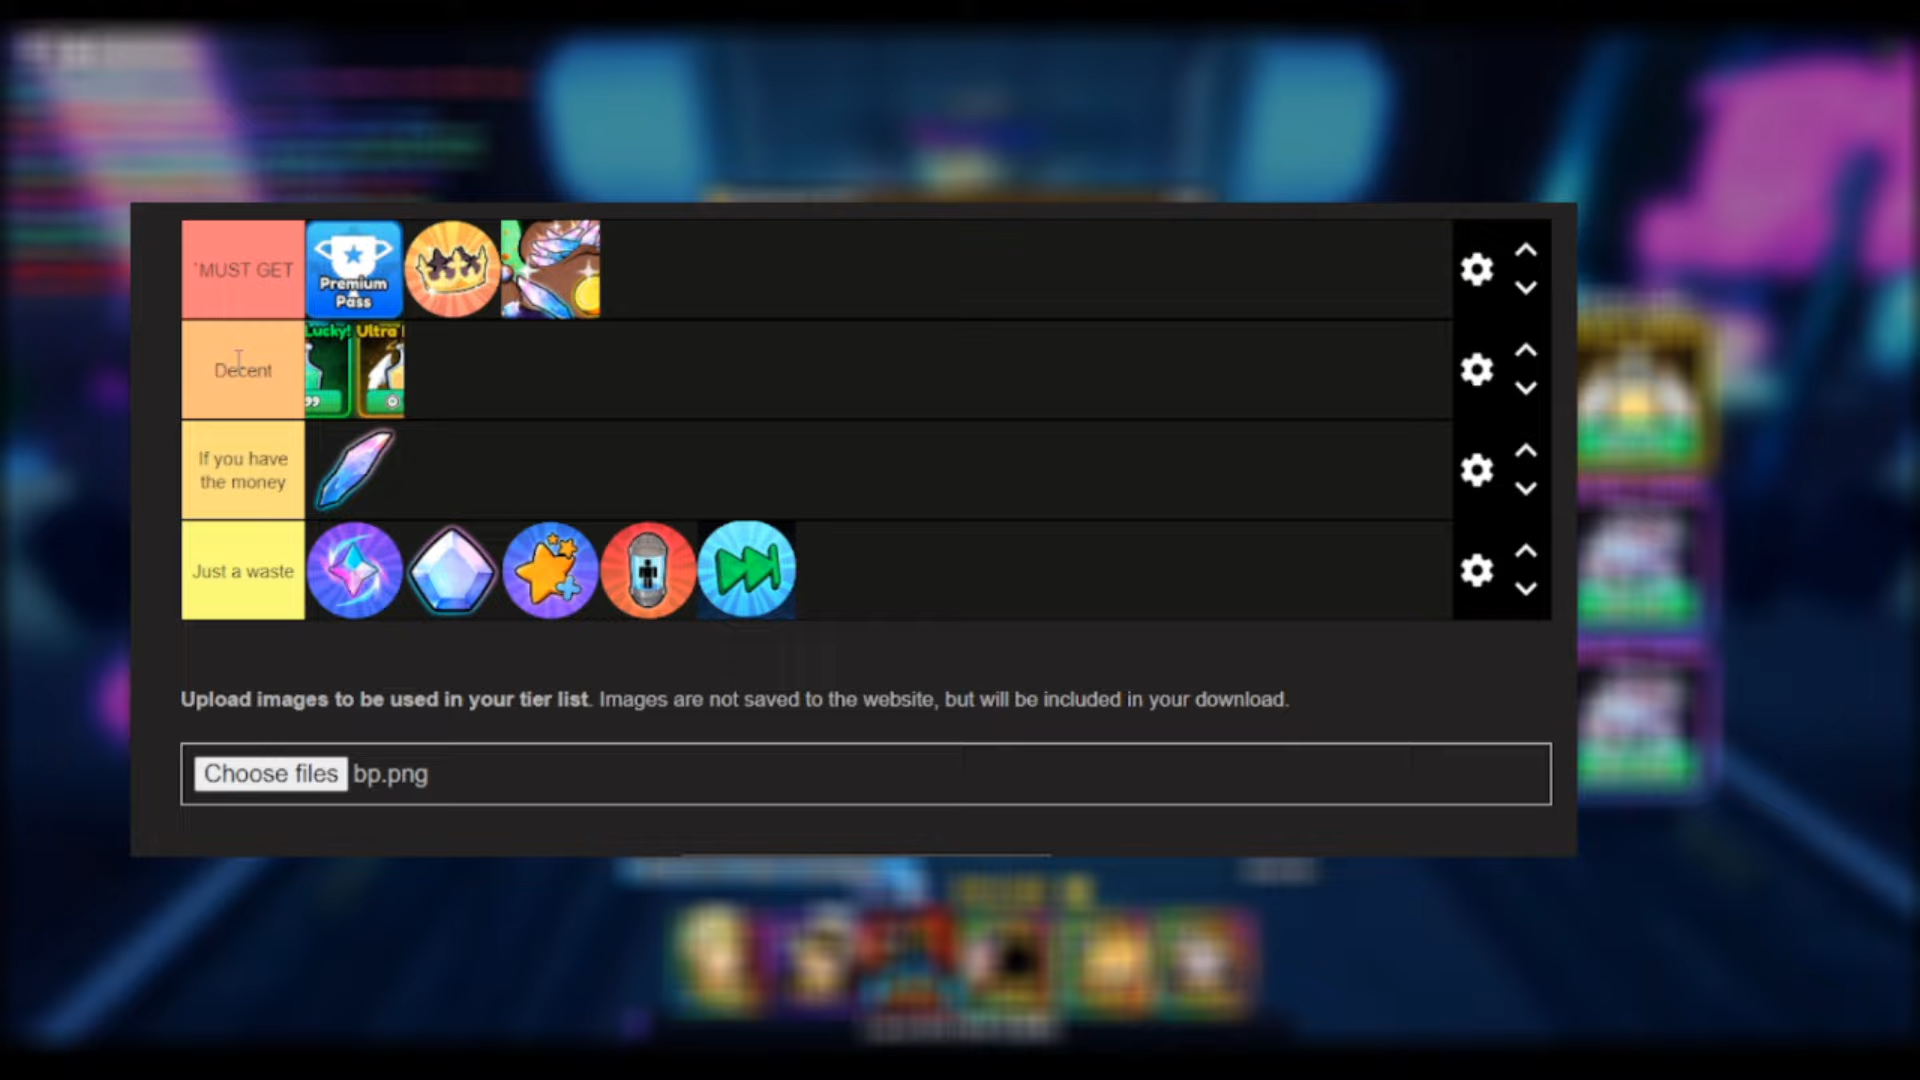 'MUST GET
Premium
Pass
Decent
Lucky!
Ultra
99
If you have
the money
Just a waste
Upload images to be used in your tier list. Images are not saved to the website, but will be included in your download.
Choose files bp.png